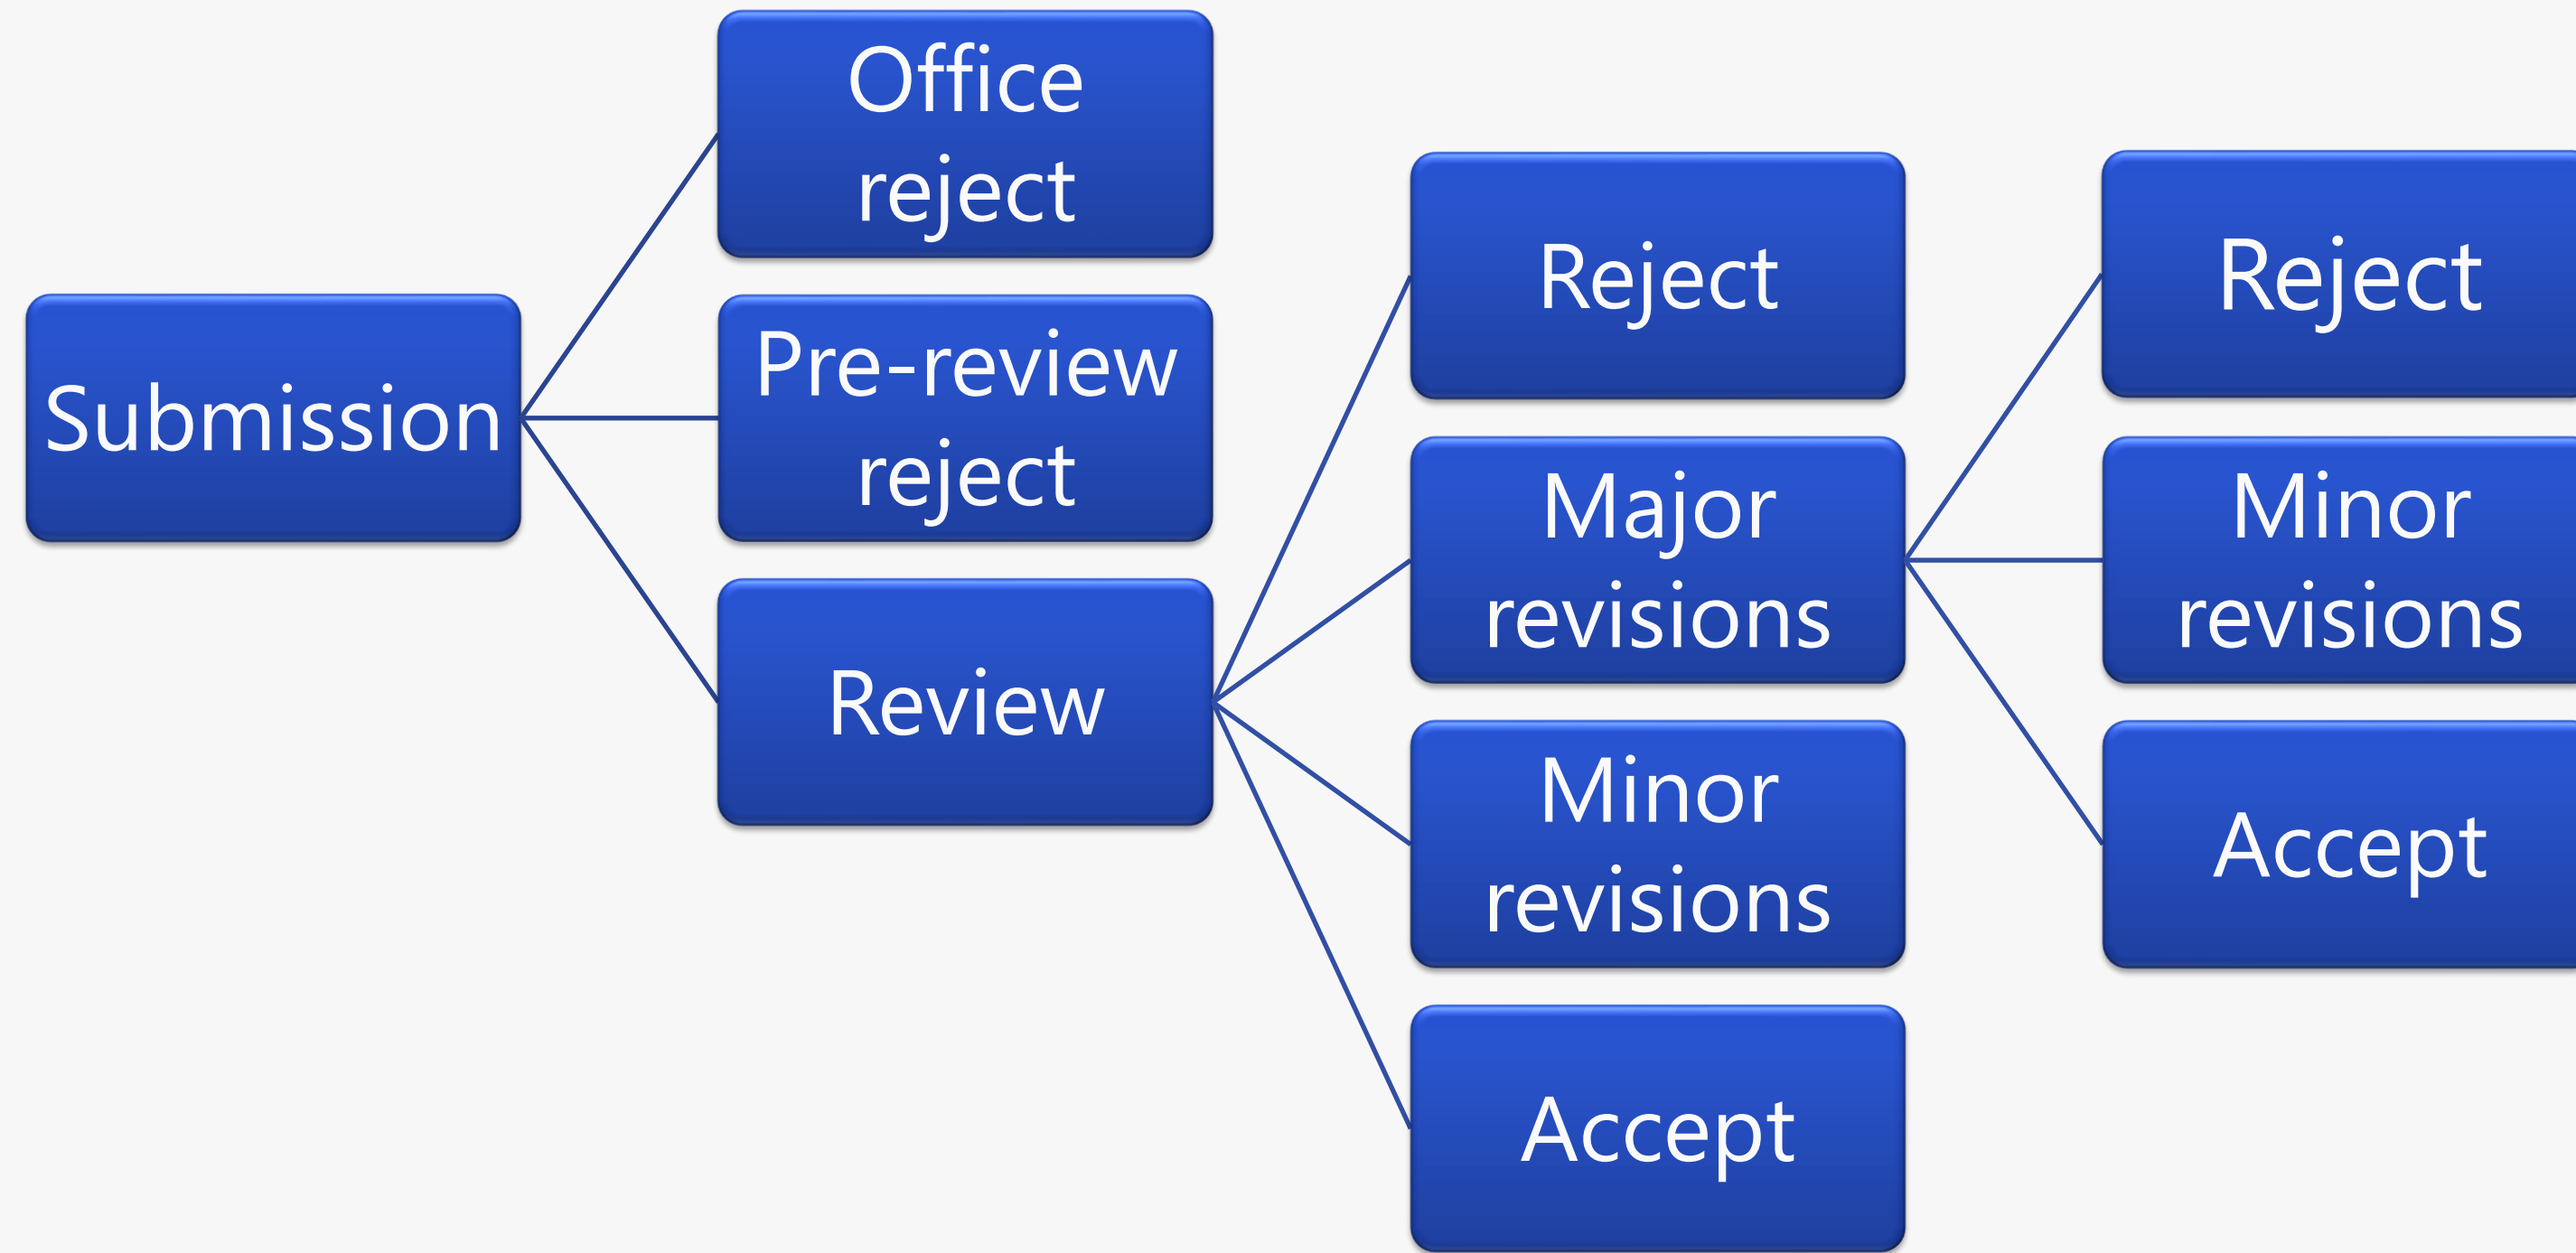 Submission
Office
reject
Pre-review
reject
Review
Reject
Major
revisions
Minor
revisions
Accept
Reject
Minor
revisions
Accept